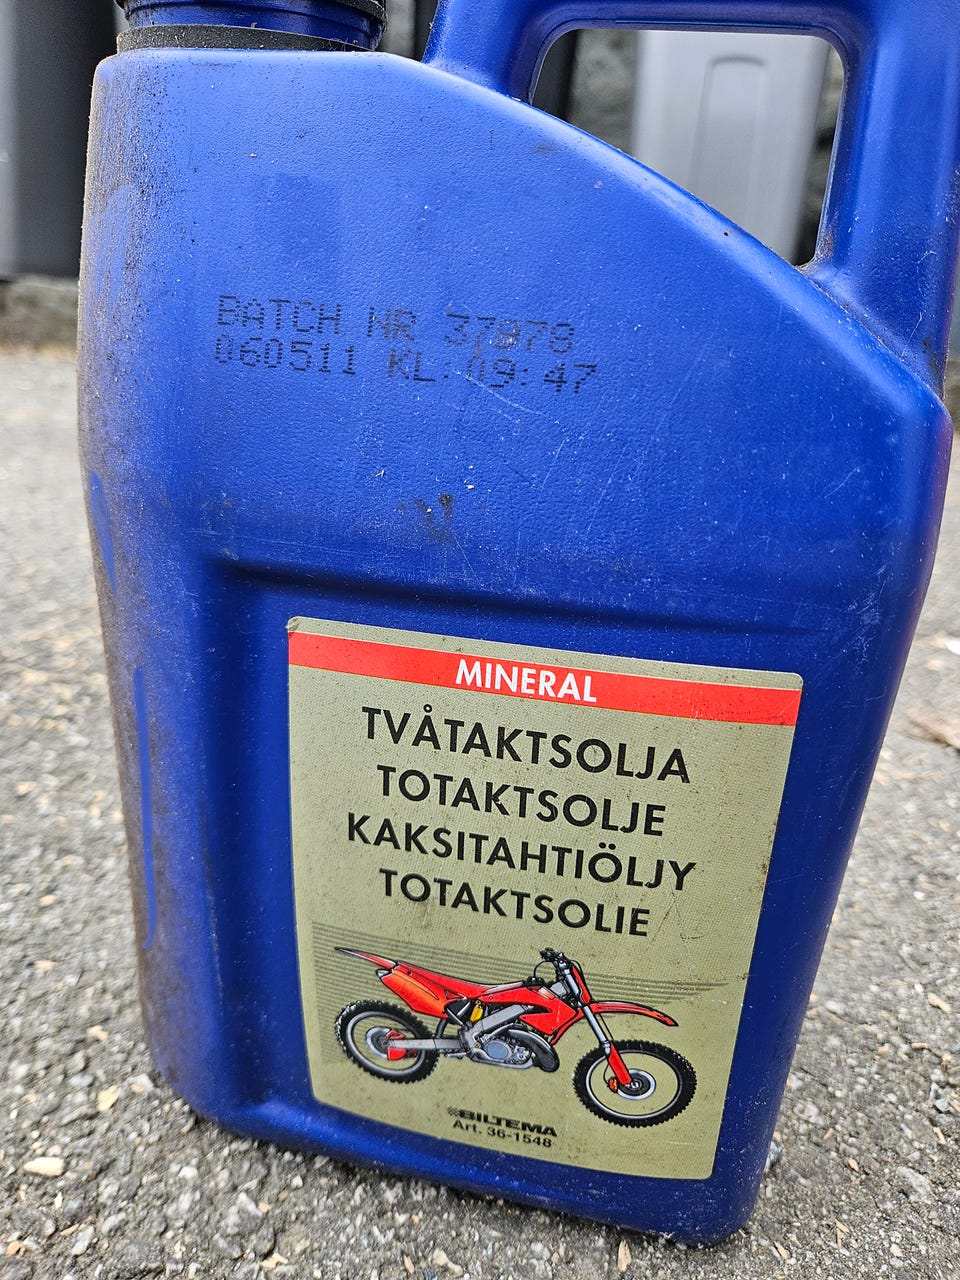 BATCH NR 37978
060511 KL: 09:47
MINERAL
TVÅTAKTSOLJA
TOTAKTSOLJE
KAKSITAHTIÖLJY
TOTAKTSOLIE
BILTEMA
Art. 36-1548